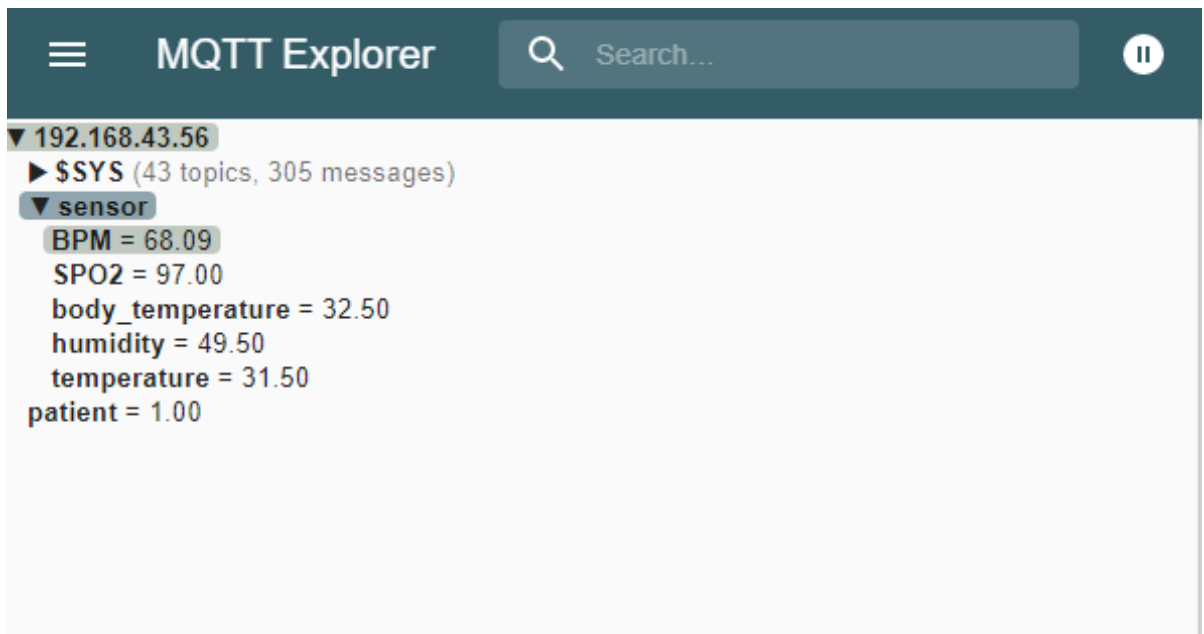 MQTT Explorer Search...
▼ 192.168.43.56
▶ $SYS (43 topics, 305 messages)
▼ sensor
BPM = 68.09
SPO2 = 97.00
body_temperature = 32.50
humidity = 49.50
temperature = 31.50
patient = 1.00